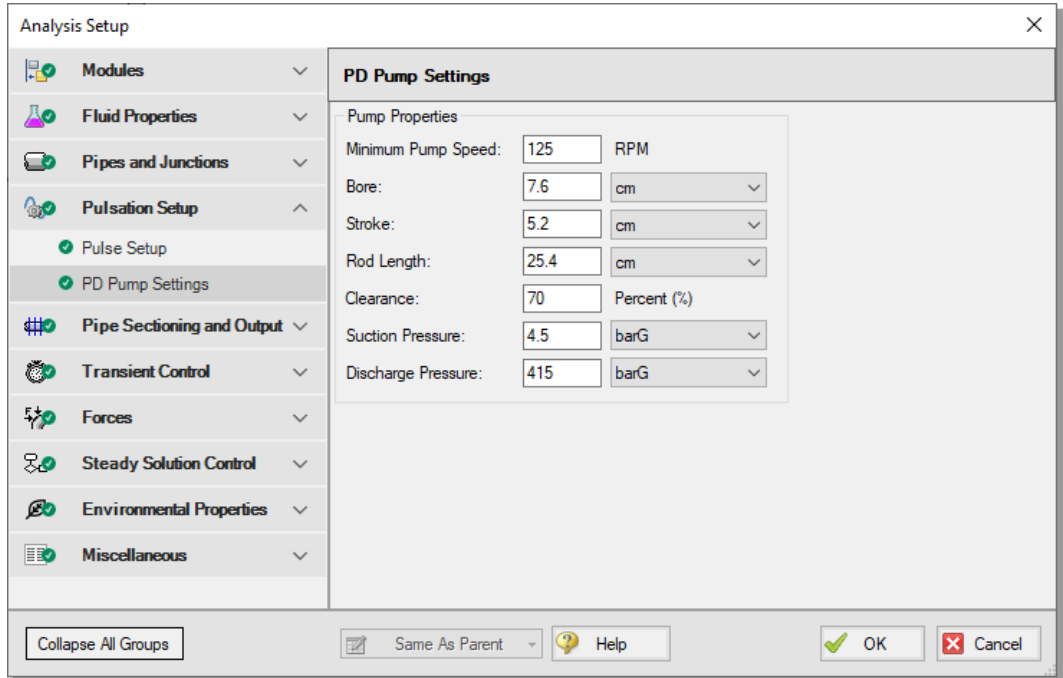 Analysis Setup
Modules
Fluid Properties
Pipes and Junctions
Pulsation Setup
Pulse Setup
PD Pump Settings
Pipe Sectioning and Output
Transient Control
Forces
Steady Solution Control
Environmental Properties
Miscellaneous
PD Pump Settings
Pump Properties
Minimum Pump Speed: 125 RPM
Bore: 7.6 cm
Stroke: 5.2 cm
Rod Length: 25.4 cm
Clearance: 70 Percent (%)
Suction Pressure: 4.5 barG
Discharge Pressure: 415 barG
Collapse All Groups Same As Parent Help OK Cancel